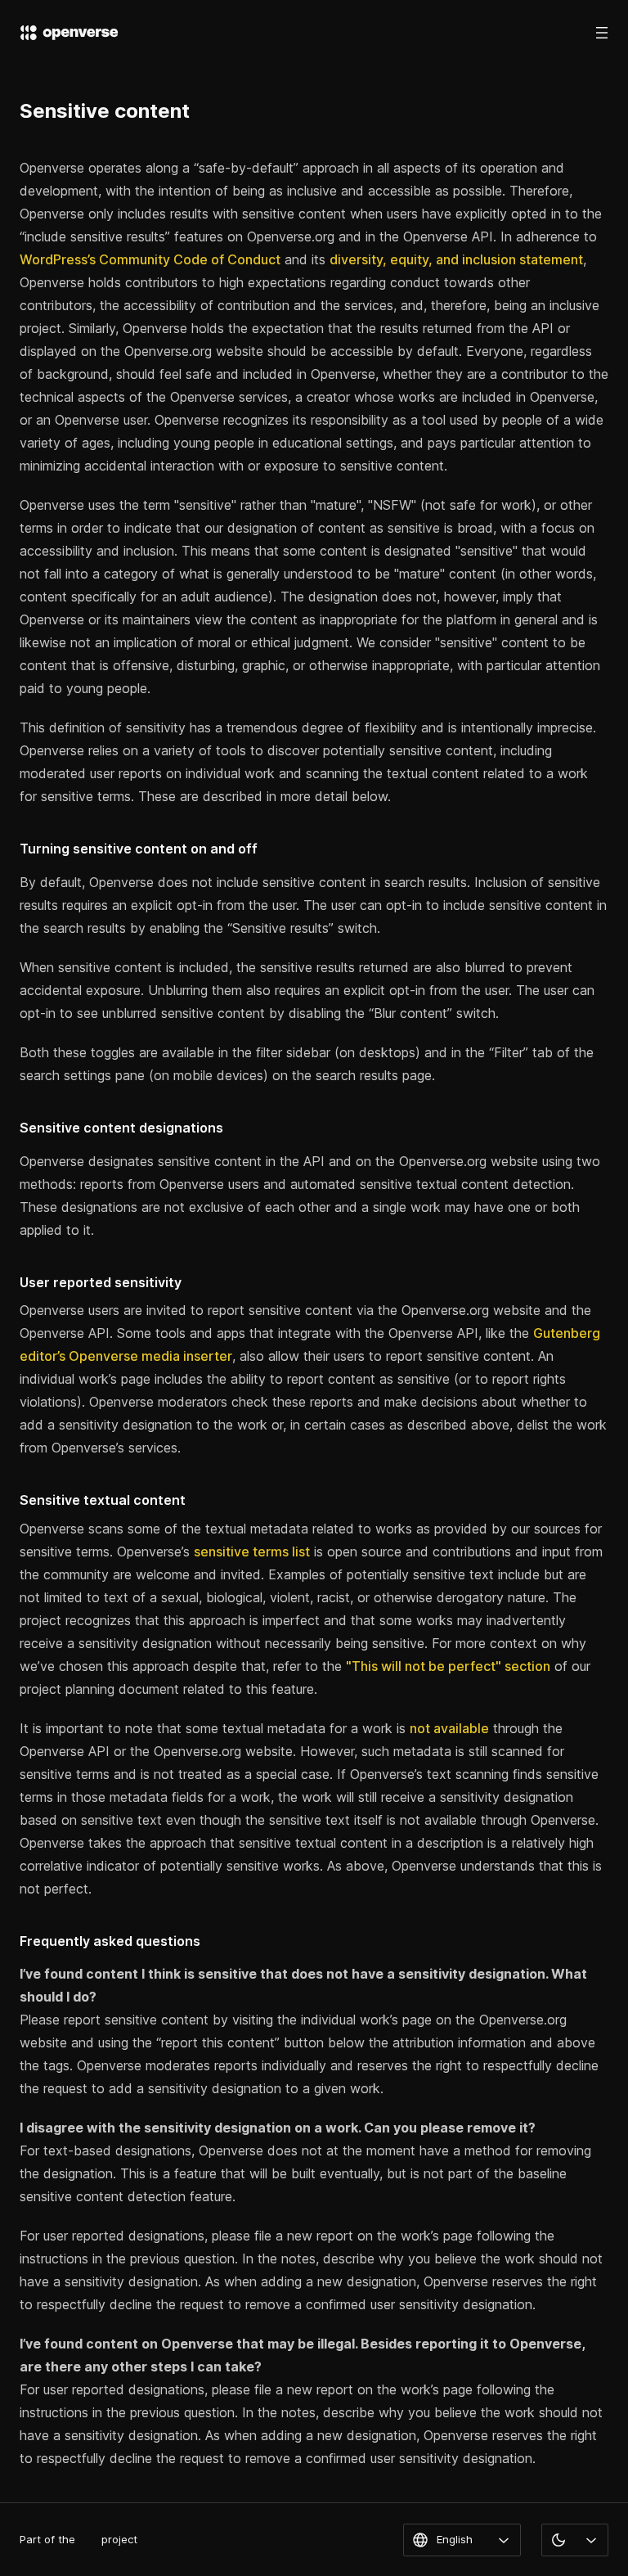 openverse
Sensitive content
Openverse operates along a “safe-by-default” approach in all aspects of its operation and
development, with the intention of being as inclusive and accessible as possible. Therefore,
Openverse only includes results with sensitive content when users have explicitly opted in to the
“include sensitive results” features on Openverse.org and in the Openverse API. In adherence to
WordPress’s Community Code of Conduct and its diversity, equity, and inclusion statement,
Openverse holds contributors to high expectations regarding conduct towards other
contributors, the accessibility of contribution and the services, and, therefore, being an inclusive
project. Similarly, Openverse holds the expectation that the results returned from the API or
displayed on the Openverse.org website should be accessible by default. Everyone, regardless
of background, should feel safe and included in Openverse, whether they are a contributor to the
technical aspects of the Openverse services, a creator whose works are included in Openverse,
or an Openverse user. Openverse recognizes its responsibility as a tool used by people of a wide
variety of ages, including young people in educational settings, and pays particular attention to
minimizing accidental interaction with or exposure to sensitive content.
Openverse uses the term "sensitive" rather than "mature", "NSFW" (not safe for work), or other
terms in order to indicate that our designation of content as sensitive is broad, with a focus on
accessibility and inclusion. This means that some content is designated "sensitive" that would
not fall into a category of what is generally understood to be "mature" content (in other words,
content specifically for an adult audience). The designation does not, however, imply that
Openverse or its maintainers view the content as inappropriate for the platform in general and is
likewise not an implication of moral or ethical judgment. We consider "sensitive" content to be
content that is offensive, disturbing, graphic, or otherwise inappropriate, with particular attention
paid to young people.
This definition of sensitivity has a tremendous degree of flexibility and is intentionally imprecise.
Openverse relies on a variety of tools to discover potentially sensitive content, including
moderated user reports on individual work and scanning the textual content related to a work
for sensitive terms. These are described in more detail below.
Turning sensitive content on and off
By default, Openverse does not include sensitive content in search results. Inclusion of sensitive
results requires an explicit opt-in from the user. The user can opt-in to include sensitive content in
the search results by enabling the “Sensitive results” switch.
When sensitive content is included, the sensitive results returned are also blurred to prevent
accidental exposure. Unblurring them also requires an explicit opt-in from the user. The user can
opt-in to see unblurred sensitive content by disabling the “Blur content” switch.
Both these toggles are available in the filter sidebar (on desktops) and in the “Filter” tab of the
search settings pane (on mobile devices) on the search results page.
Sensitive content designations
Openverse designates sensitive content in the API and on the Openverse.org website using two
methods: reports from Openverse users and automated sensitive textual content detection.
These designations are not exclusive of each other and a single work may have one or both
applied to it.
User reported sensitivity
Openverse users are invited to report sensitive content via the Openverse.org website and the
Openverse API. Some tools and apps that integrate with the Openverse API, like the Gutenberg
editor’s Openverse media inserter, also allow their users to report sensitive content. An
individual work’s page includes the ability to report content as sensitive (or to report rights
violations). Openverse moderators check these reports and make decisions about whether to
add a sensitivity designation to the work or, in certain cases as described above, delist the work
from Openverse’s services.
Sensitive textual content
Openverse scans some of the textual metadata related to works as provided by our sources for
sensitive terms. Openverse’s sensitive terms list is open source and contributions and input from
the community are welcome and invited. Examples of potentially sensitive text include but are
not limited to text of a sexual, biological, violent, racist, or otherwise derogatory nature. The
project recognizes that this approach is imperfect and that some works may inadvertently
receive a sensitivity designation without necessarily being sensitive. For more context on why
we’ve chosen this approach despite that, refer to the "This will not be perfect" section of our
project planning document related to this feature.
It is important to note that some textual metadata for a work is not available through the
Openverse API or the Openverse.org website. However, such metadata is still scanned for
sensitive terms and is not treated as a special case. If Openverse’s text scanning finds sensitive
terms in those metadata fields for a work, the work will still receive a sensitivity designation
based on sensitive text even though the sensitive text itself is not available through Openverse.
Openverse takes the approach that sensitive textual content in a description is a relatively high
correlative indicator of potentially sensitive works. As above, Openverse understands that this is
not perfect.
Frequently asked questions
I’ve found content I think is sensitive that does not have a sensitivity designation. What
should I do?
Please report sensitive content by visiting the individual work’s page on the Openverse.org
website and using the “report this content” button below the attribution information and above
the tags. Openverse moderates reports individually and reserves the right to respectfully decline
the request to add a sensitivity designation to a given work.
I disagree with the sensitivity designation on a work. Can you please remove it?
For text-based designations, Openverse does not at the moment have a method for removing
the designation. This is a feature that will be built eventually, but is not part of the baseline
sensitive content detection feature.
For user reported designations, please file a new report on the work’s page following the
instructions in the previous question. In the notes, describe why you believe the work should not
have a sensitivity designation. As when adding a new designation, Openverse reserves the right
to respectfully decline the request to remove a confirmed user sensitivity designation.
I’ve found content on Openverse that may be illegal. Besides reporting it to Openverse,
are there any other steps I can take?
For user reported designations, please file a new report on the work’s page following the
instructions in the previous question. In the notes, describe why you believe the work should not
have a sensitivity designation. As when adding a new designation, Openverse reserves the right
to respectfully decline the request to remove a confirmed user sensitivity designation.
Part of the project
English